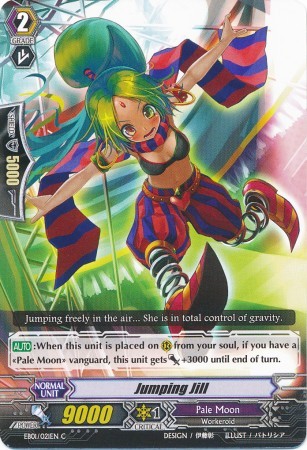 2
GRADE
5000
Jumping freely in the air... She is in total control of gravity.
AUTO :When this unit is placed on R from your soul, if you have a
«Pale Moon» vanguard, this unit gets +3000 until end of turn.
NORMAL
UNIT
Jumping Jill
POWER
9000
1
CRITICAL
Pale Moon
Workeroid
EB01/021EN C
DESIGN / 伊藤彰
ILLUST / パトリシア